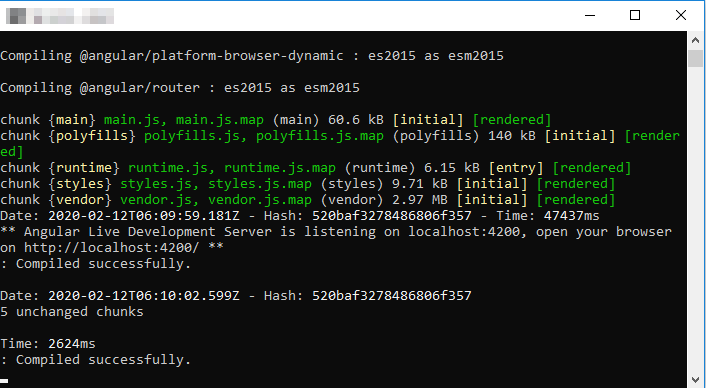 Compiling @angular/platform-browser-dynamic : es2015 as esm2015
Compiling @angular/router : es2015 as esm2015
chunk {main} main.js, main.js.map (main) 60.6 kB [initial] [rendered]
chunk {polyfills} polyfills.js, polyfills.js.map (polyfills) 140 kB [initial] [render
ed]
chunk {runtime} runtime.js, runtime.js.map (runtime) 6.15 kB [entry] [rendered]
chunk {styles} styles.js, styles.js.map (styles) 9.71 kB [initial] [rendered]
chunk {vendor} vendor.js, vendor.js.map (vendor) 2.97 MB [initial] [rendered]
Date: 2020-02-12T06:09:59.181Z - Hash: 520baf3278486806f357 - Time: 47437ms
** Angular Live Development Server is listening on localhost:4200, open your browser
on http://localhost:4200/ **
: Compiled successfully.
Date: 2020-02-12T06:10:02.599Z - Hash: 520baf3278486806f357
5 unchanged chunks
Time: 2624ms
: Compiled successfully.